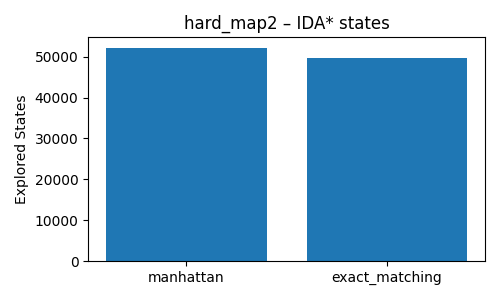 hard_map2 – IDA* states
Explored States
50000
40000
30000
20000
10000
0
manhattan
exact_matching